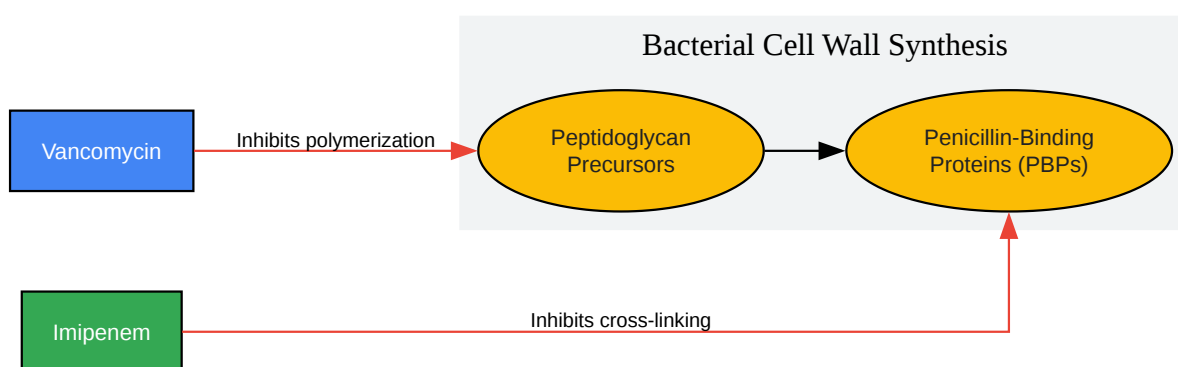 Bacterial Cell Wall Synthesis
Vancomycin
Inhibits polymerization
Peptidoglycan
Precursors
Penicillin-Binding
Proteins (PBPs)
Imipenem
Inhibits cross-linking